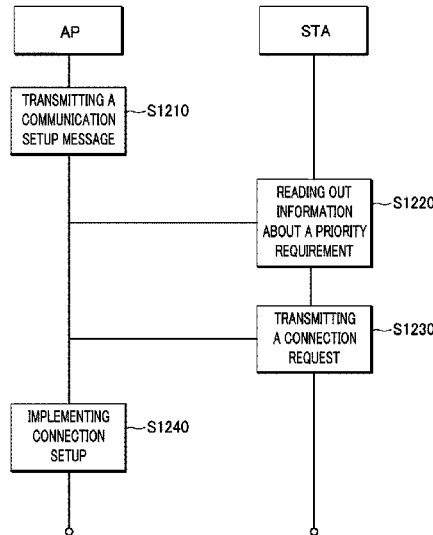 AP
STA
TRANSMITTING A
COMMUNICATION
SETUP MESSAGE
S1210
READING OUT
INFORMATION
ABOUT A PRIORITY
REQUIREMENT
S1220
TRANSMITTING
A CONNECTION
REQUEST
S1230
IMPLEMENTING
CONNECTION
SETUP
S1240